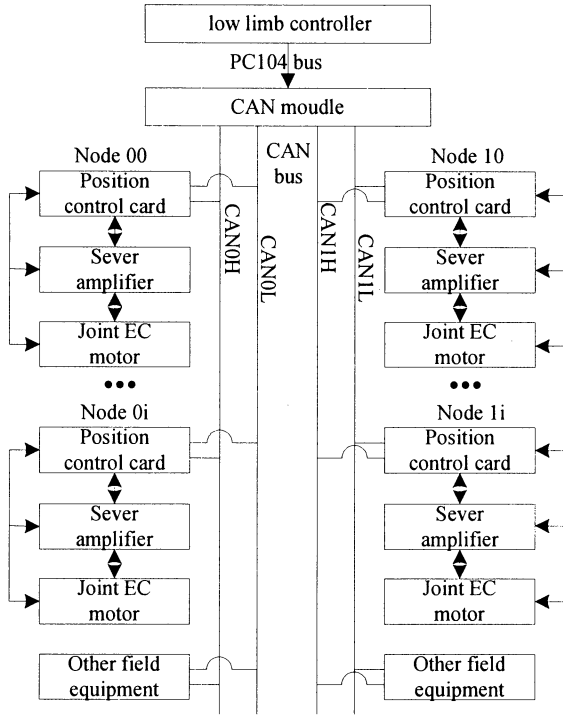 low limb controller
PC104 bus
CAN moudle
CAN
bus
CAN0H
CAN0L
CAN1H
CAN1L
Node 00
Position
control card
Sever
amplifier
Joint EC
motor
•••
Node 0i
Position
control card
Sever
amplifier
Joint EC
motor
Other field
equipment
Node 10
Position
control card
Sever
amplifier
Joint EC
motor
•••
Node 1i
Position
control card
Sever
amplifier
Joint EC
motor
Other field
equipment